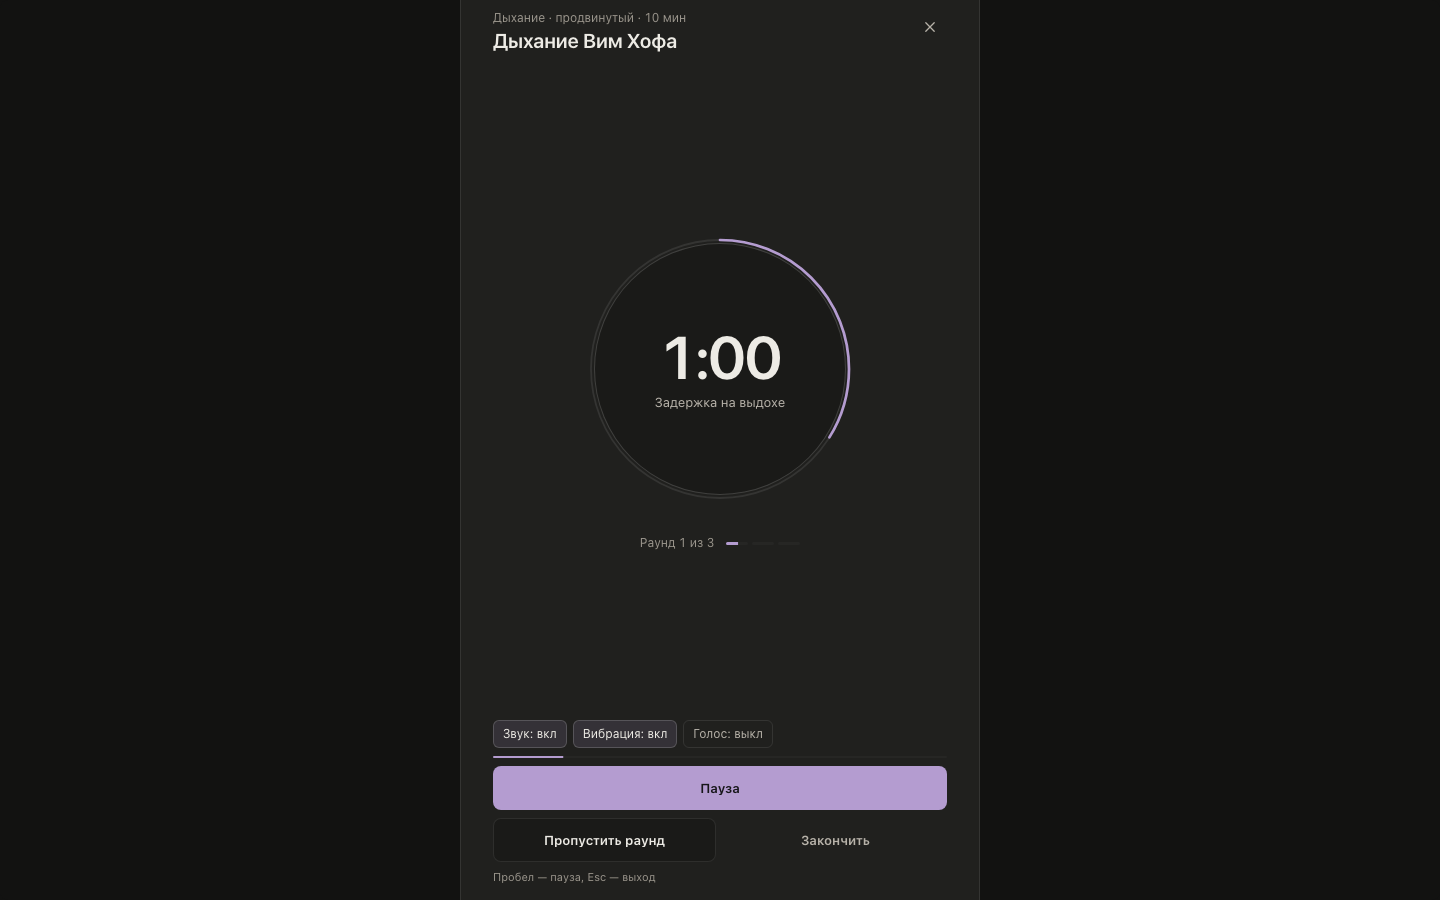 Дыхание · продвинутый · 10 мин
Дыхание Вим Хофа
1:00
Задержка на выдохе
Раунд 1 из 3
Звук: вкл
Вибрация: вкл
Голос: выкл
Пауза
Пропустить раунд
Закончить
Пробел — пауза, Esc — выход